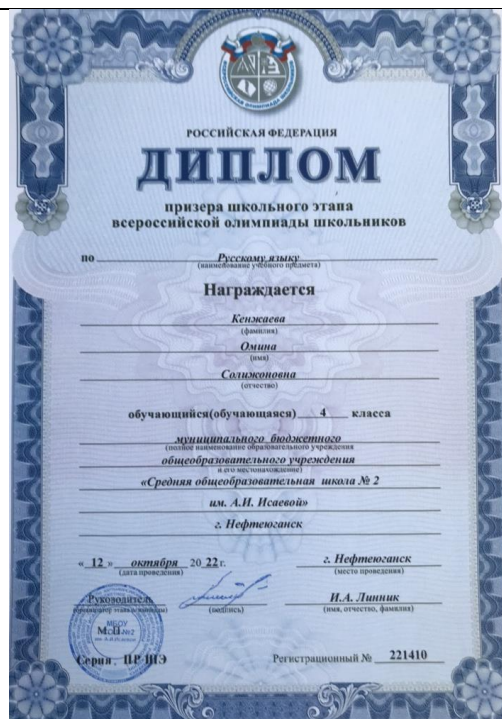 РОССИЙСКАЯ ФЕДЕРАЦИЯ
ДИПЛОМ
призера школьного этапа
всероссийской олимпиады школьников
по Русскому языку
(наименование учебного предмета)
Награждается
Кенжаева
(фамилия)
Омина
(имя)
Солижоновна
(отчество)
обучающийся(обучающаяся) 4 класса
муниципального бюджетного
(полное наименование образовательного учреждения
общеобразовательного учреждения
и его местонахождение)
«Средняя общеобразовательная школа № 2
им. А.И. Исаевой»
г. Нефтеюганск
« 12 » октября 20 22 г. г. Нефтеюганск
(дата проведения) (место проведения)
Руководитель И.А. Линник
(подпись) (имя, отчество, фамилия)
МБОУ
М.П.
Серия ПР-ШЭ Регистрационный № 221410